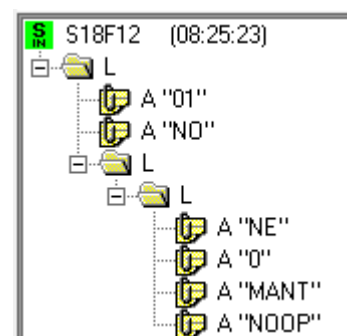 S IN S18F12 (08:25:23)
L
A "01"
A "NO"
L
L
A "NE"
A "0"
A "MANT"
A "NOOP"